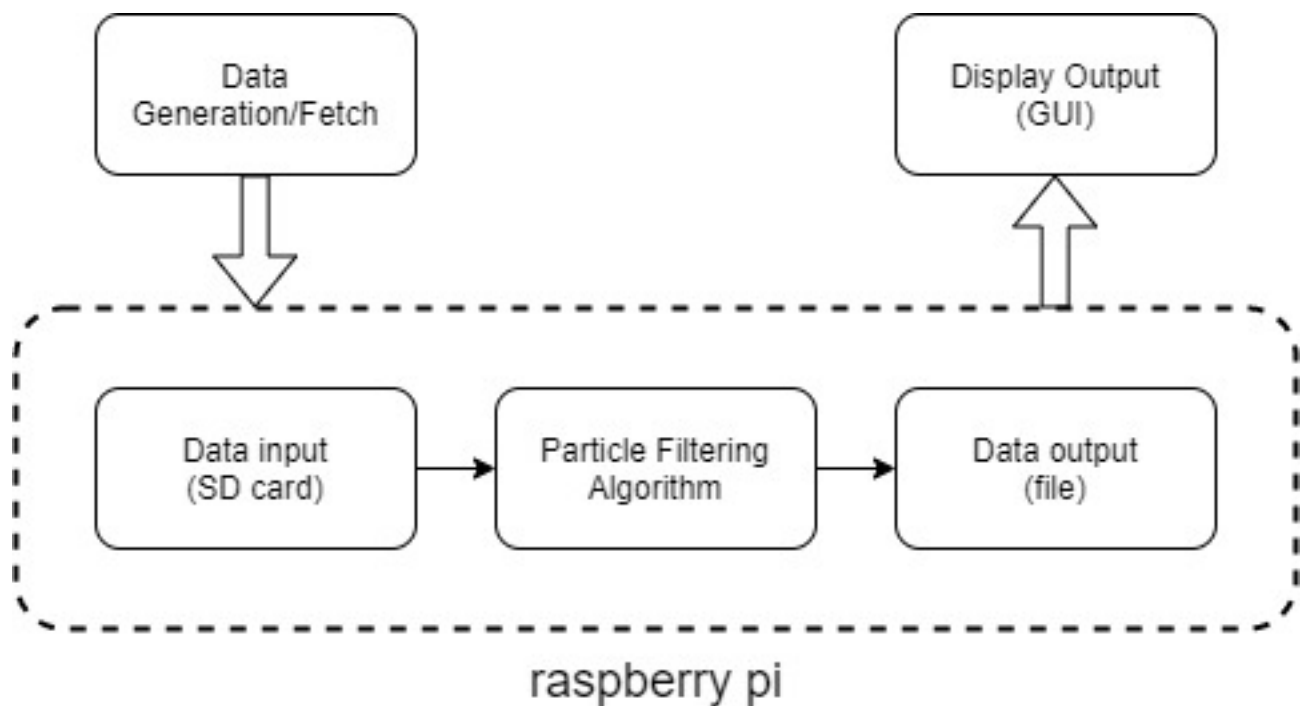 Data
Generation/Fetch
Display Output
(GUI)
Data input
(SD card)
Particle Filtering
Algorithm
Data output
(file)
raspberry pi